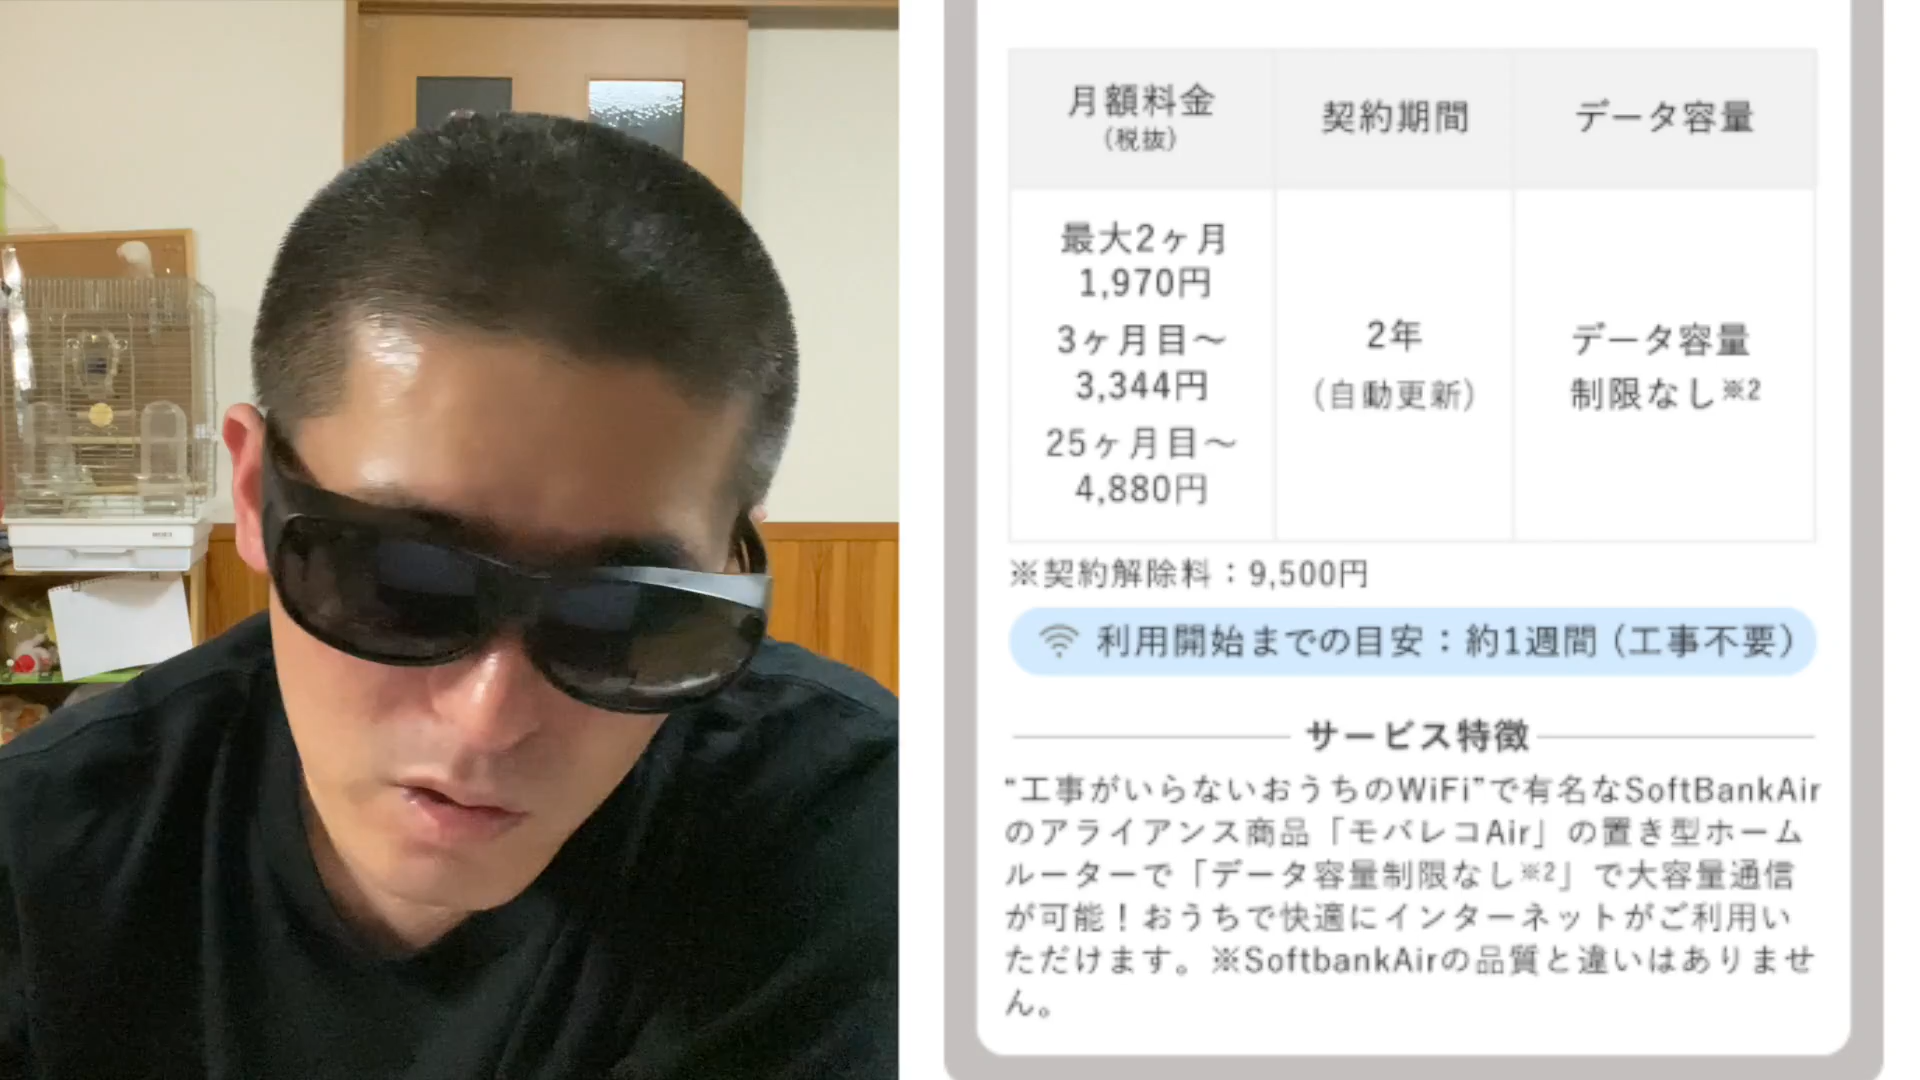 月額料金
(税抜)
契約期間
データ容量
最大2ヶ月
1,970円
3ヶ月目〜
3,344円
25ヶ月目〜
4,880円
2年
(自動更新)
データ容量
制限なし※2
※契約解除料：9,500円
利用開始までの目安：約1週間(工事不要)
サービス特徴
“工事がいらないおうちのWiFi”で有名なSoftBankAir
のアライアンス商品「モバレコAir」の置き型ホーム
ルーターで「データ容量制限なし※2」で大容量通信
が可能！おうちで快適にインターネットがご利用い
ただけます。※SoftbankAirの品質と違いはありませ
ん。